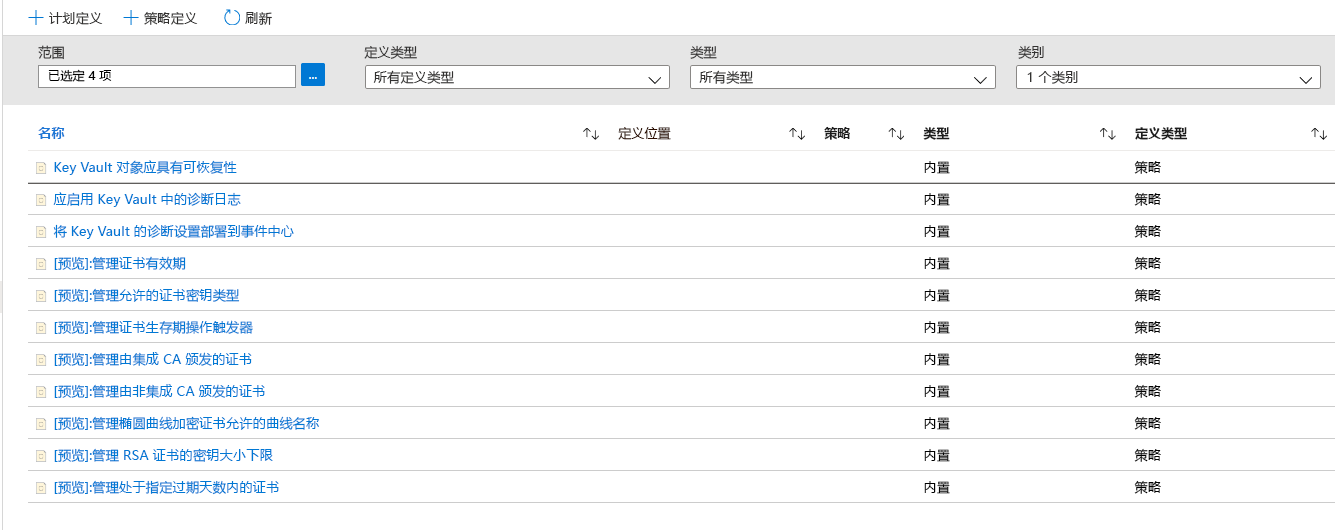 计划定义 策略定义 刷新
范围 定义类型 类型 类别
已选定 4 项 ... 所有定义类型 所有类型 1 个类别
名称 定义位置 策略 类型 定义类型
Key Vault 对象应具有可恢复性 内置 策略
应启用 Key Vault 中的诊断日志 内置 策略
将 Key Vault 的诊断设置部署到事件中心 内置 策略
[预览]:管理证书有效期 内置 策略
[预览]:管理允许的证书密钥类型 内置 策略
[预览]:管理证书生存期操作触发器 内置 策略
[预览]:管理由集成 CA 颁发的证书 内置 策略
[预览]:管理由非集成 CA 颁发的证书 内置 策略
[预览]:管理椭圆曲线加密证书允许的曲线名称 内置 策略
[预览]:管理 RSA 证书的密钥大小下限 内置 策略
[预览]:管理处于指定过期天数内的证书 内置 策略